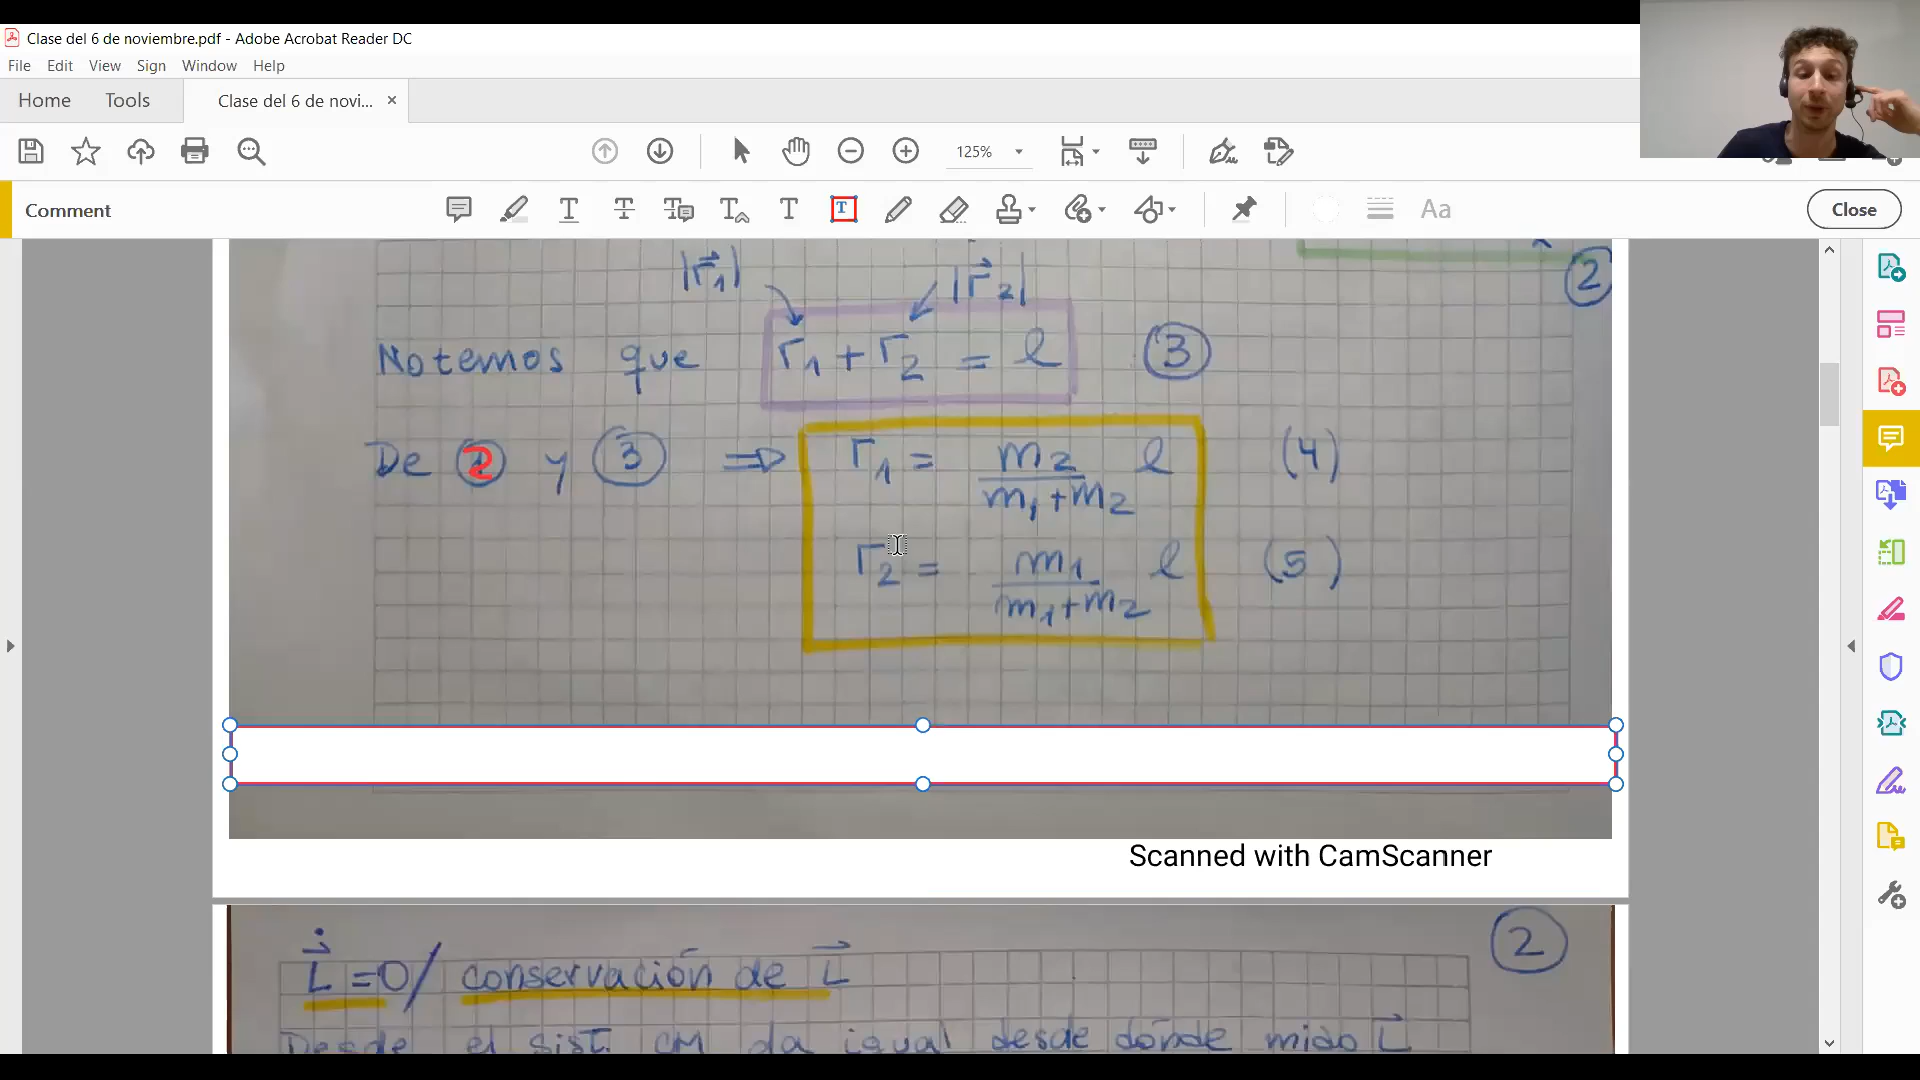 Clase del 6 de noviembre.pdf - Adobe Acrobat Reader DC
File Edit View Sign Window Help
Home Tools Clase del 6 de novi... ×
125%
Comment
T T T T T T Aa Close
|r⃗₁| |r⃗₂| 2
Notemos que r₁ + r₂ = l 3
De 2 y 3 ⇒ r₁ = m₂/(m₁+m₂) l (4)
r₂ = m₁/(m₁+m₂) l (5)
Scanned with CamScanner
2
L⃗̇ = 0 / conservación de L⃗
Desde el sist. CM da igual desde dónde mido L⃗